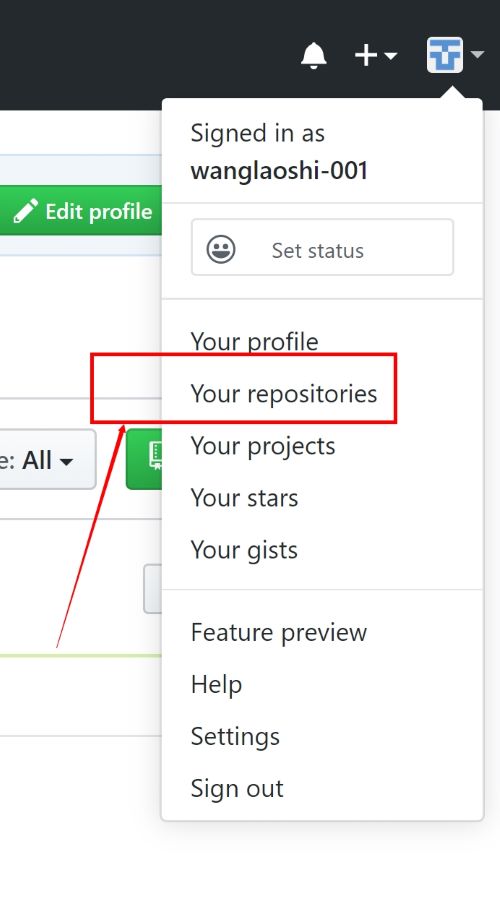 Signed in as
wanglaoshi-001
Edit profile
Set status
Your profile
Your repositories
e: All
Your projects
Your stars
Your gists
Feature preview
Help
Settings
Sign out